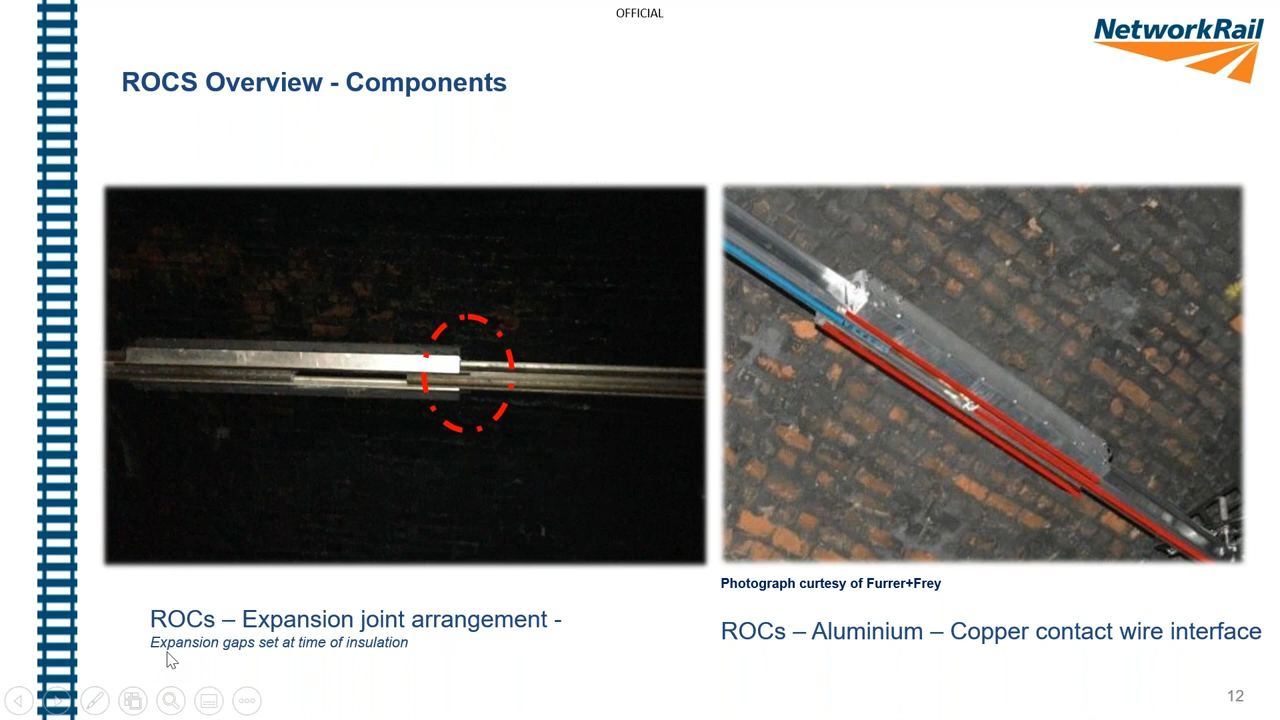 OFFICIAL
NetworkRail
ROCS Overview - Components
Photograph curtesy of Furrer+Frey
ROCs – Expansion joint arrangement -
Expansion gaps set at time of insulation
ROCs – Aluminium – Copper contact wire interface
12